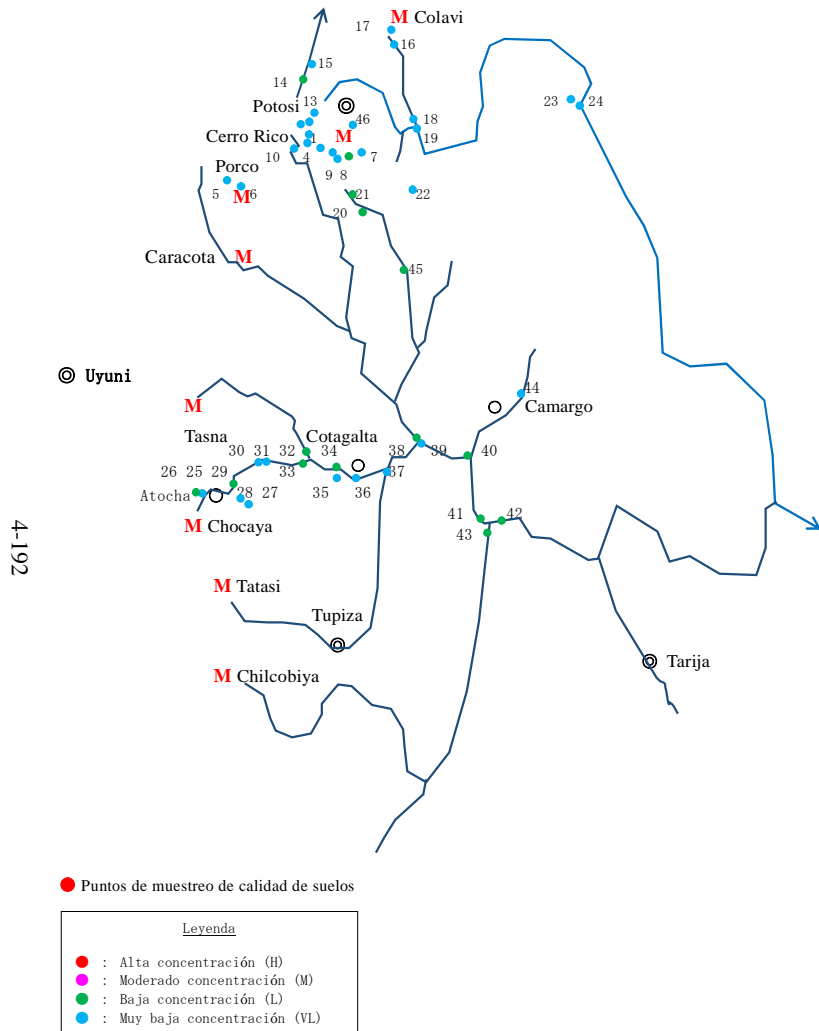 17
M Colavi
16
15
14
23
24
Potosi
13
46
18
Cerro Rico
1
M
19
10
4
9
8
7
Porco
5
6
M
21
22
20
Caracota
M
45
Uyuni
44
M
Camargo
Tasna
32
Cotagalta
38
39
40
30
31
34
26
25
29
33
37
Atocha
28
27
35
36
M Chocaya
41
42
43
4-192
M Tatasi
Tupiza
Tarija
M Chilcobiya
Puntos de muestreo de calidad de suelos
Leyenda
: Alta concentración (H)
: Moderado concentración (M)
: Baja concentración (L)
: Muy baja concentración (VL)